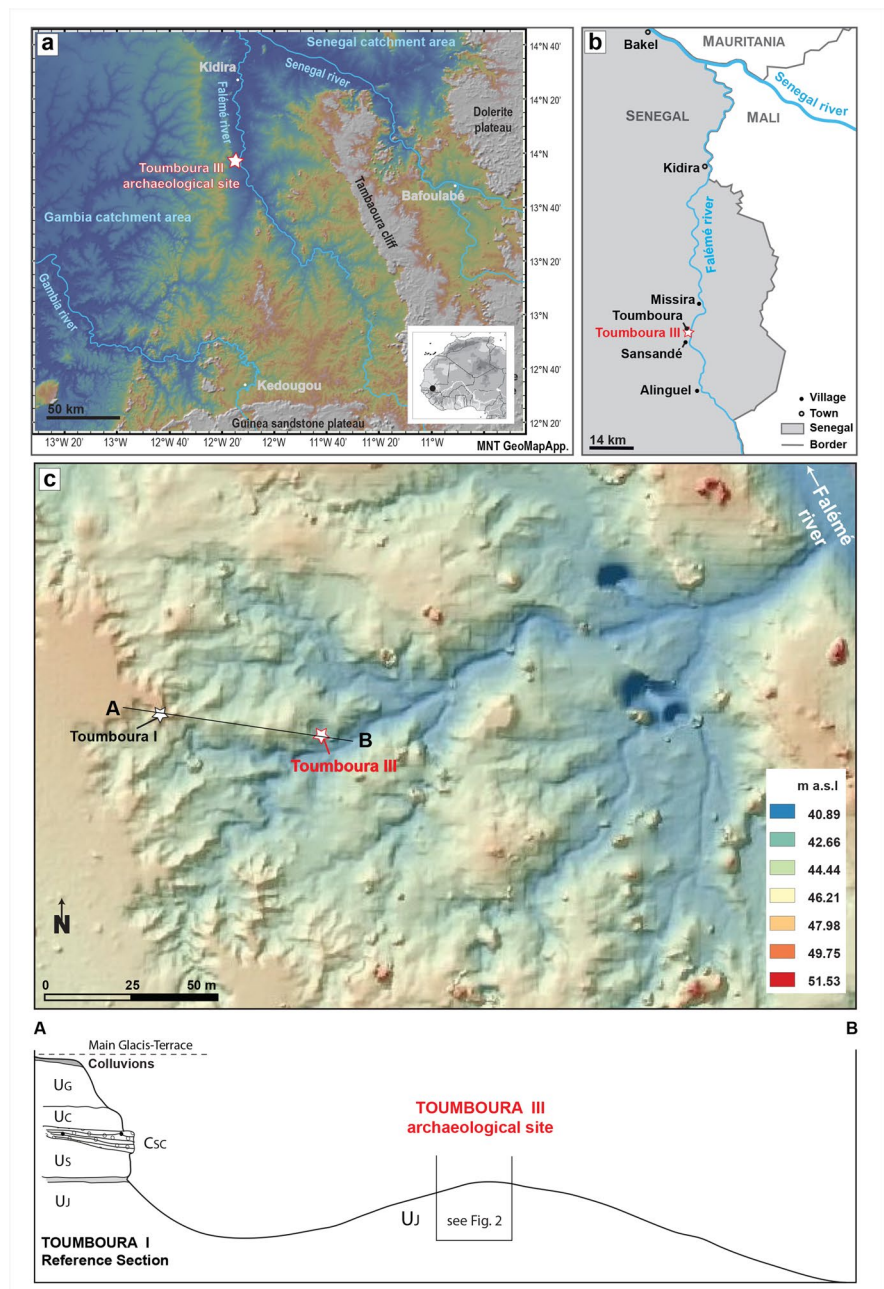 a
Senegal catchment area
Kidira
Senegal river
Falémé river
Dolerite
plateau
Toumboura III
archaeological site
Tambaoura cliff
Bafoulabé
Gambia catchment area
Gambia river
Kedougou
50 km
Guinea sandstone plateau
14°N 40'
14°N 20'
14°N
13°N 40'
13°N 20'
13°N
12°N 40'
12°N 20'
13°W 20'
13°W
12°W 40'
12°W 20'
12°W
11°W 40'
11°W 20'
11°W
MNT GeoMapApp.
b
Bakel
MAURITANIA
Senegal river
SENEGAL
MALI
Kidira
Falémé river
Missira
Toumboura
Toumboura III
Sansandé
Alinguel
Village
Town
Senegal
Border
14 km
c
Falémé
river
A
Toumboura I
B
Toumboura III
N
0 25 50 m
m a.s.l
40.89
42.66
44.44
46.21
47.98
49.75
51.53
A
B
Main Glacis-Terrace
Colluvions
UG
UC
CSC
US
UJ
TOUMBOURA I
Reference Section
TOUMBOURA III
archaeological site
UJ
see Fig. 2